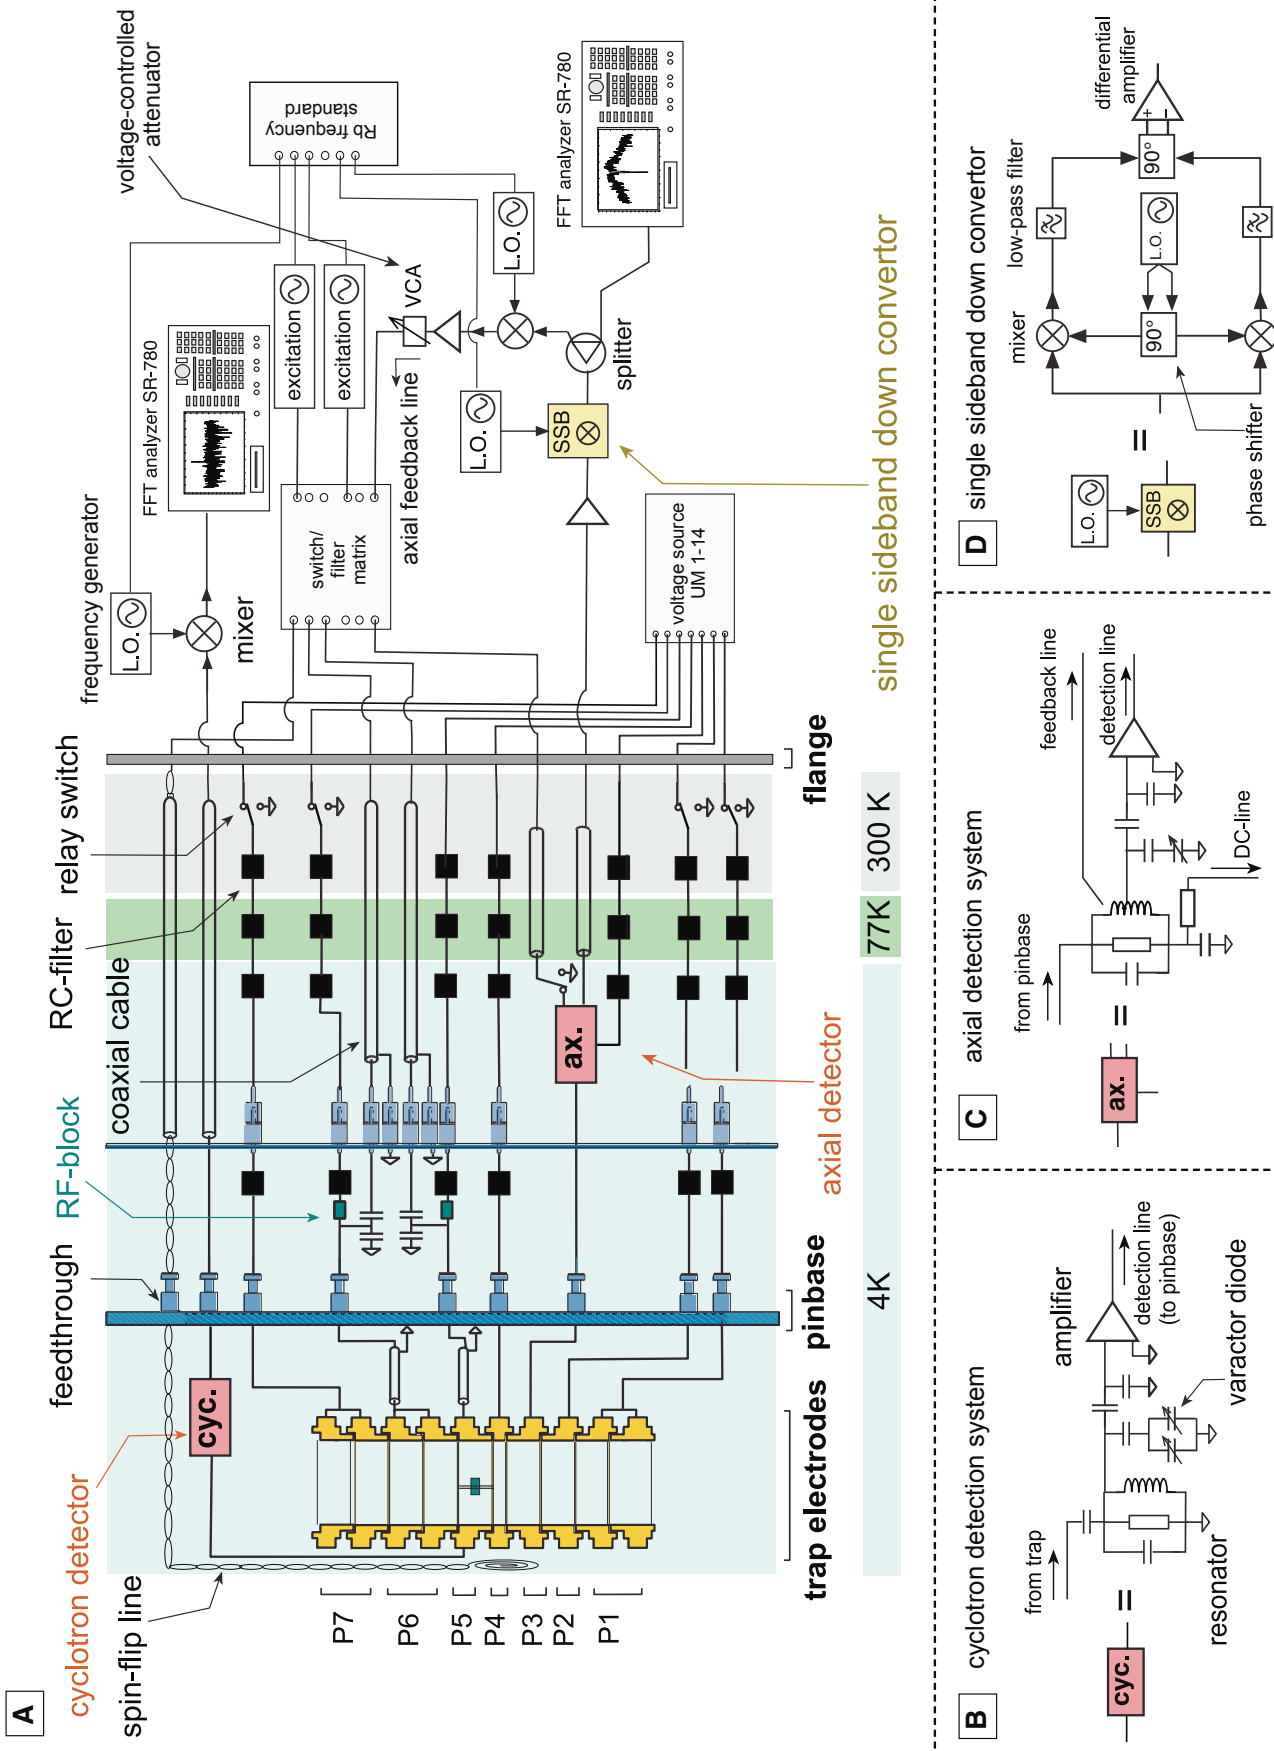 A
cyclotron detector
spin-flip line
feedthrough
RF-block
coaxial cable
RC-filter
relay switch
frequency generator
L.O.
mixer
FFT analyzer SR-780
voltage-controlled
attenuator
Rb frequency
standard
excitation
excitation
switch/
filter
matrix
VCA
axial feedback line
L.O.
L.O.
SSB
splitter
FFT analyzer SR-780
voltage source
UM 1-14
single sideband down convertor
cyc.
ax.
axial detector
P7
P6
P5
P4
P3
P2
P1
trap electrodes
pinbase
flange
4K
77K
300 K
B
cyclotron detection system
cyc.
=
from trap
resonator
amplifier
detection line
(to pinbase)
varactor diode
C
axial detection system
ax.
=
from pinbase
feedback line
detection line
DC-line
D
single sideband down convertor
L.O.
SSB
=
mixer
low-pass filter
differential
amplifier
90°
L.O.
90°
+
−
phase shifter